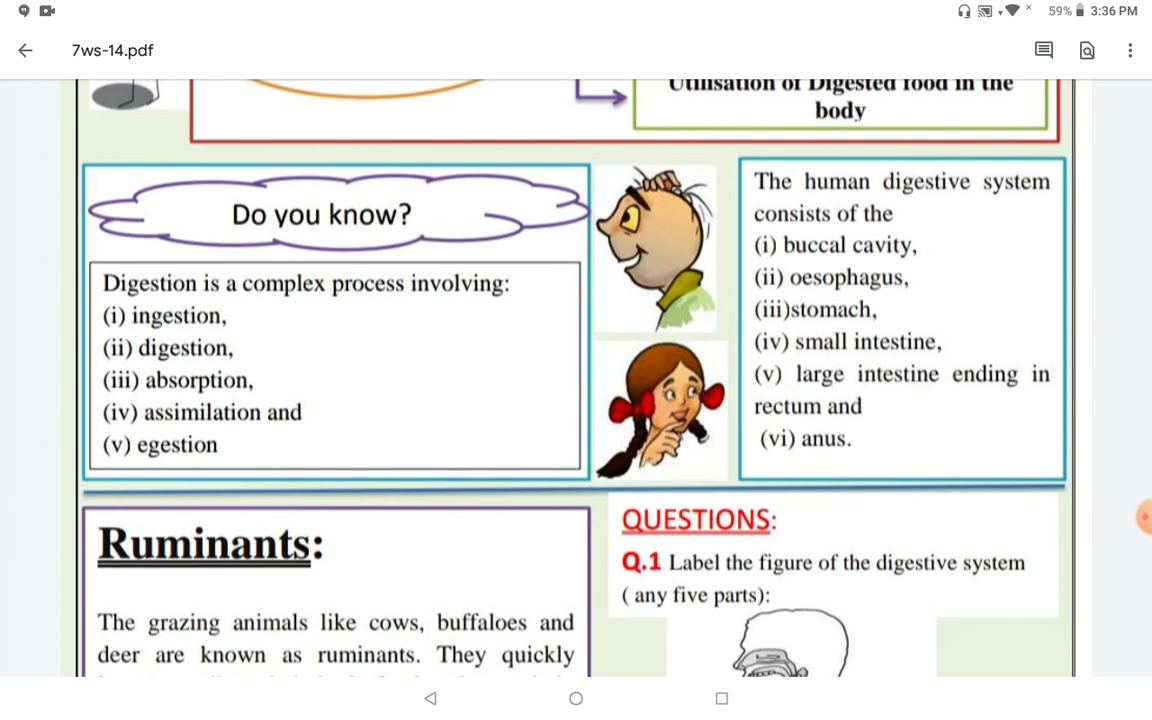 59% 3:36 PM
7ws-14.pdf
Utilisation of Digested food in the
body
Do you know?
Digestion is a complex process involving:
(i) ingestion,
(ii) digestion,
(iii) absorption,
(iv) assimilation and
(v) egestion
The human digestive system
consists of the
(i) buccal cavity,
(ii) oesophagus,
(iii)stomach,
(iv) small intestine,
(v) large intestine ending in
rectum and
(vi) anus.
Ruminants:
The grazing animals like cows, buffaloes and
deer are known as ruminants. They quickly
QUESTIONS:
Q.1 Label the figure of the digestive system
( any five parts):